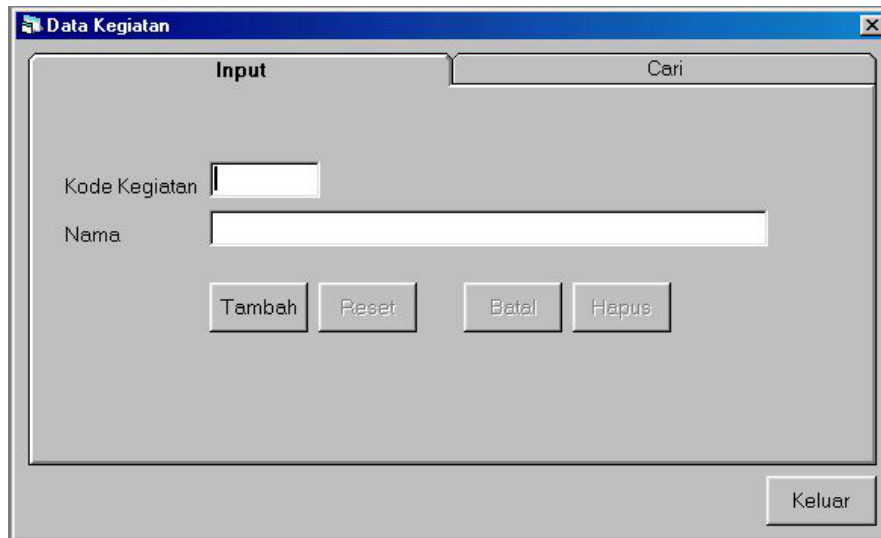 Data Kegiatan
Input Cari
Kode Kegiatan
Nama
Tambah Reset Batal Hapus
Keluar